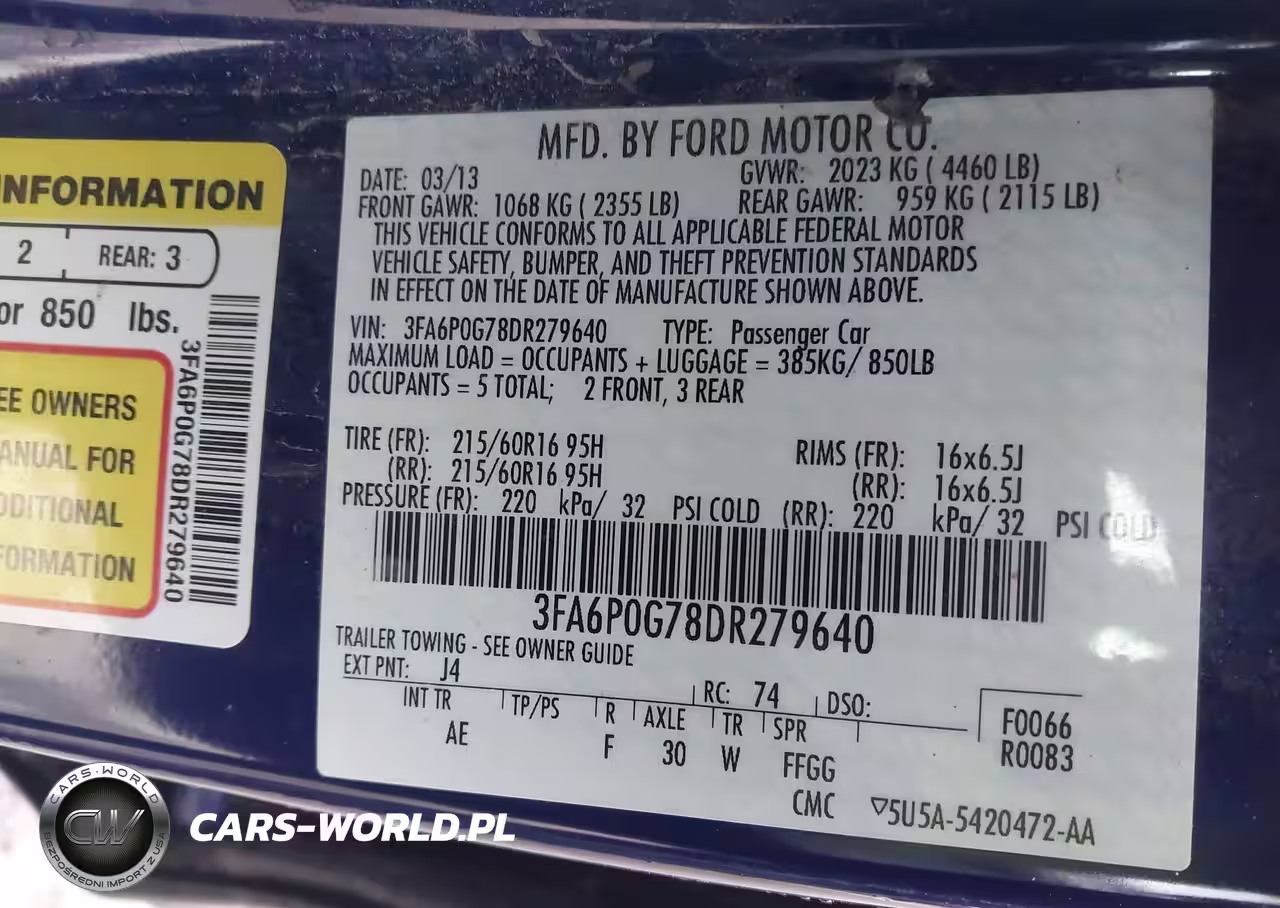 INFORMATION
2 REAR: 3
or 850 lbs.
EE OWNERS
ANUAL FOR
DDITIONAL
FORMATION
3FA6P0G78DR279640
MFD. BY FORD MOTOR CO.
DATE: 03/13 GVWR: 2023 KG ( 4460 LB)
FRONT GAWR: 1068 KG ( 2355 LB) REAR GAWR: 959 KG ( 2115 LB)
THIS VEHICLE CONFORMS TO ALL APPLICABLE FEDERAL MOTOR
VEHICLE SAFETY, BUMPER, AND THEFT PREVENTION STANDARDS
IN EFFECT ON THE DATE OF MANUFACTURE SHOWN ABOVE.
VIN: 3FA6P0G78DR279640 TYPE: Passenger Car
MAXIMUM LOAD = OCCUPANTS + LUGGAGE = 385KG/ 850LB
OCCUPANTS = 5 TOTAL; 2 FRONT, 3 REAR
TIRE (FR): 215/60R16 95H RIMS (FR): 16x6.5J
(RR): 215/60R16 95H (RR): 16x6.5J
PRESSURE (FR): 220 kPa/ 32 PSI COLD (RR): 220 kPa/ 32 PSI COLD
3FA6P0G78DR279640
TRAILER TOWING - SEE OWNER GUIDE
EXT PNT: J4 RC: 74 DSO:
INT TR TP/PS R AXLE TR SPR F0066
AE F 30 W FFGG R0083
CMC ▽5U5A-5420472-AA
CARS-WORLD
CW
BEZPOŚREDNI IMPORT Z USA
CARS-WORLD.PL